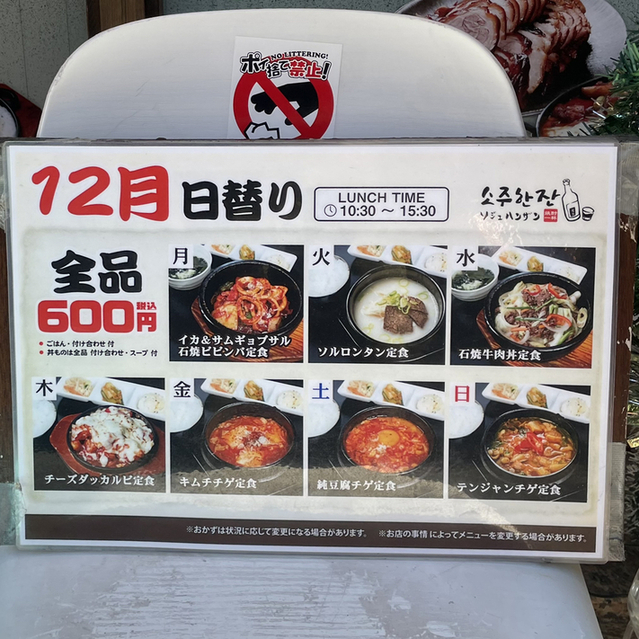 NO LITTERING!
ポイ捨て禁止!
12月 日替り
LUNCH TIME
10:30 ～ 15:30
소주한잔
ソジュハンザン
全品
600円 税込
● ごはん・付け合わせ 付
● 丼ものは全品 付け合わせ・スープ 付
月
イカ&サムギョプサル
石焼ビビンバ定食
火
ソルロンタン定食
水
石焼牛肉丼定食
木
チーズダッカルビ定食
金
キムチチゲ定食
土
純豆腐チゲ定食
日
テンジャンチゲ定食
※おかずは状況に応じて変更になる場合があります。 ※お店の事情によってメニューを変更する場合があります。